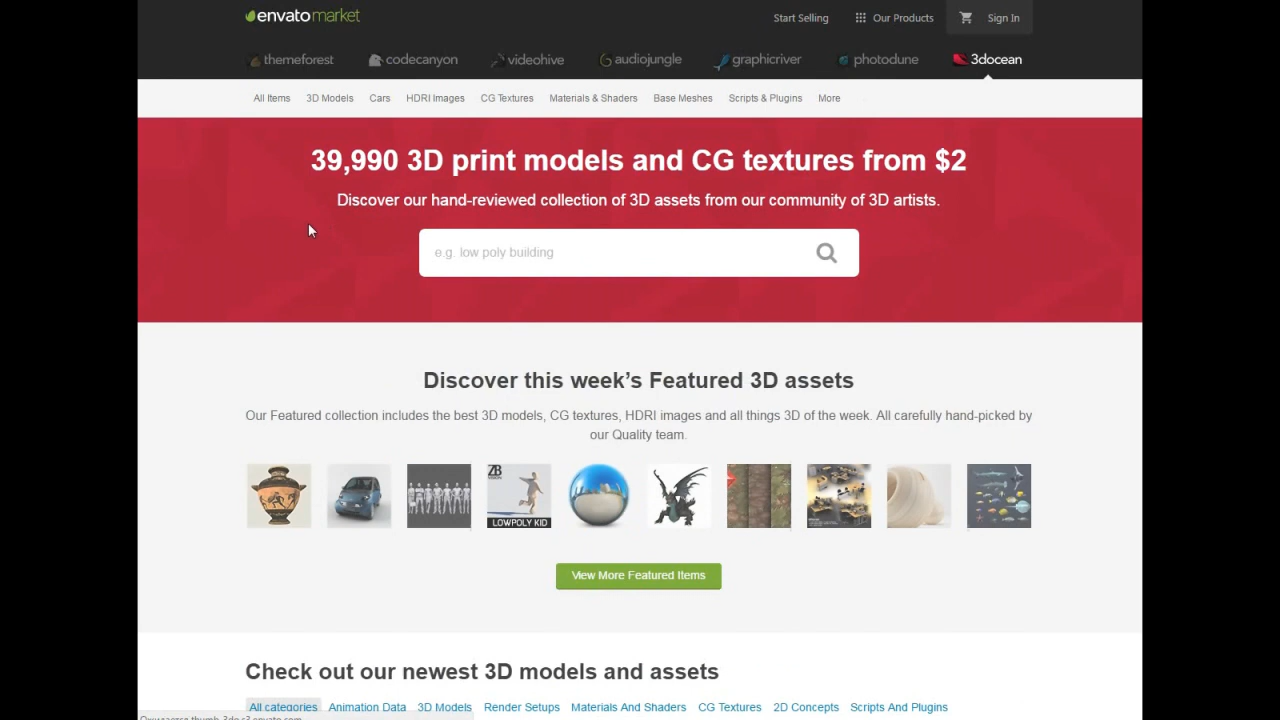 envatomarket
Start Selling Our Products Sign In
themeforest codecanyon videohive audiojungle graphicriver photodune 3docean
All Items 3D Models Cars HDRI Images CG Textures Materials & Shaders Base Meshes Scripts & Plugins More
39,990 3D print models and CG textures from $2
Discover our hand-reviewed collection of 3D assets from our community of 3D artists.
e.g. low poly building
Discover this week’s Featured 3D assets
Our Featured collection includes the best 3D models, CG textures, HDRI images and all things 3D of the week. All carefully hand-picked by
our Quality team.
ZB
LOWPOLY KID
View More Featured Items
Check out our newest 3D models and assets
All categories Animation Data 3D Models Render Setups Materials And Shaders CG Textures 2D Concepts Scripts And Plugins